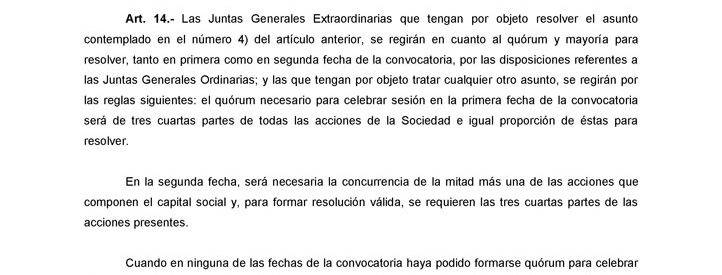 Art. 14.- Las Juntas Generales Extraordinarias que tengan por objeto resolver el asunto
contemplado en el número 4) del artículo anterior, se regirán en cuanto al quórum y mayoría para
resolver, tanto en primera como en segunda fecha de la convocatoria, por las disposiciones referentes a
las Juntas Generales Ordinarias; y las que tengan por objeto tratar cualquier otro asunto, se regirán por
las reglas siguientes: el quórum necesario para celebrar sesión en la primera fecha de la convocatoria
será de tres cuartas partes de todas las acciones de la Sociedad e igual proporción de éstas para
resolver.
En la segunda fecha, será necesaria la concurrencia de la mitad más una de las acciones que
componen el capital social y, para formar resolución válida, se requieren las tres cuartas partes de las
acciones presentes.
Cuando en ninguna de las fechas de la convocatoria haya podido formarse quórum para celebrar